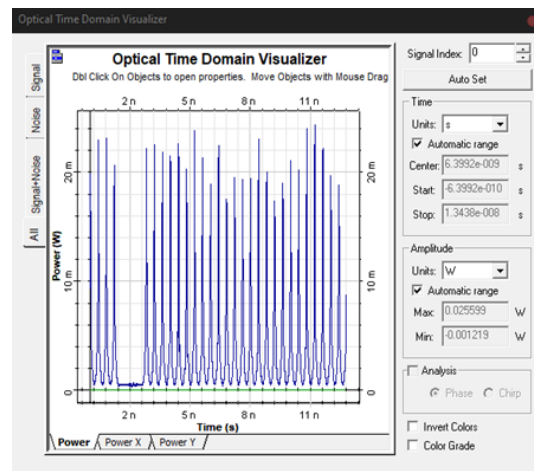 Optical Time Domain Visualizer
Optical Time Domain Visualizer
Dbl Click On Objects to open properties. Move Objects with Mouse Drag
Signal
Noise
Signal+Noise
All
2 n 5 n 8 n 11 n
20 m
10 m
0
Power (W)
20 m
10 m
0
2 n 5 n 8 n 11 n
Time (s)
Power Power X Power Y
Signal Index: 0
Auto Set
Time
Units: s
Automatic range
Center: 6.3992e-009 s
Start: -6.3992e-010 s
Stop: 1.3438e-008 s
Amplitude
Units: W
Automatic range
Max: 0.025599 W
Min: -0.001219 W
Analysis
Phase Chirp
Invert Colors
Color Grade